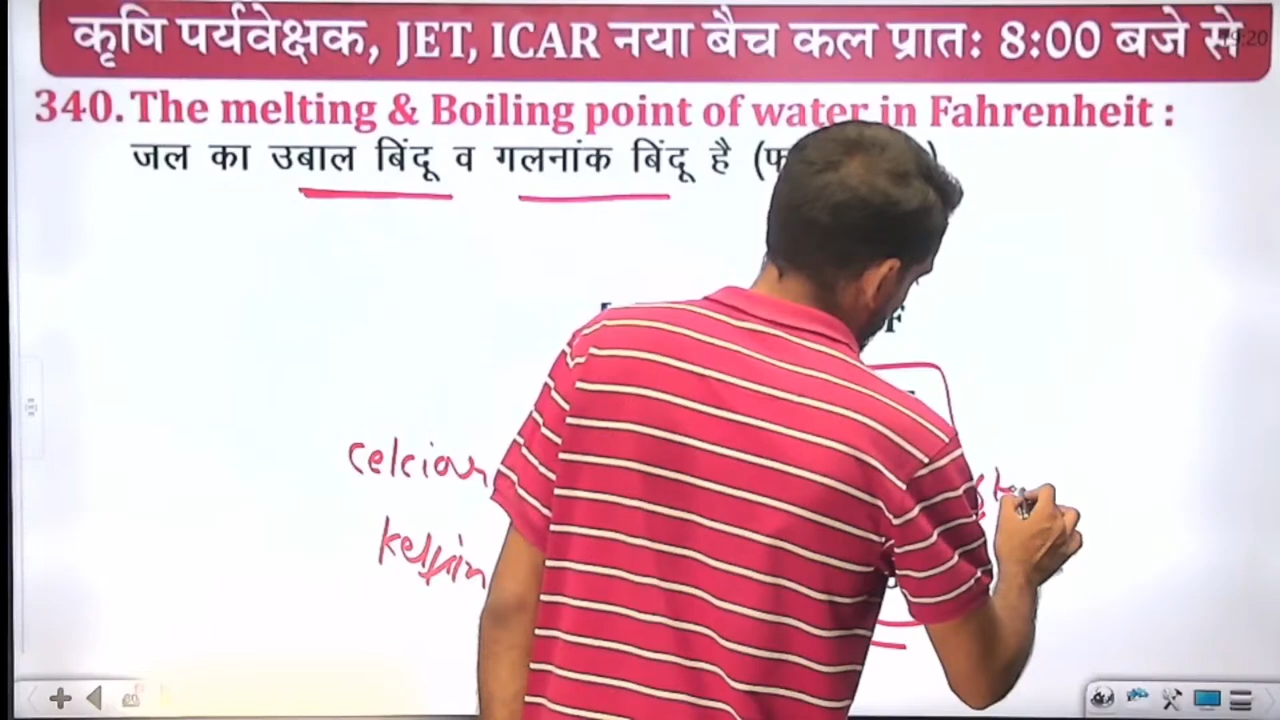 कृषि पर्यवेक्षक, JET, ICAR नया बैच कल प्रातः 8:00 बजे से
340. The melting & Boiling point of water in Fahrenheit :
जल का उबाल बिंदू व गलनांक बिंदू है
F
celcious
kelvin